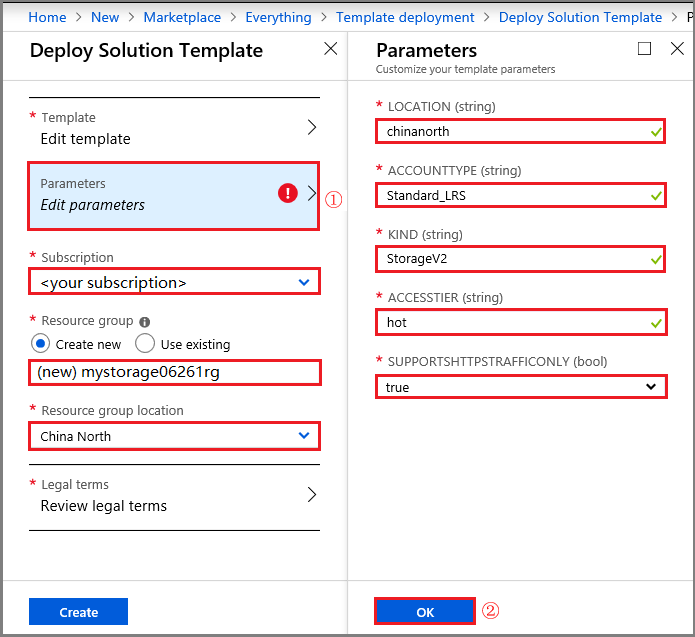 Home > New > Marketplace > Everything > Template deployment > Deploy Solution Template > P
Deploy Solution Template
* Template
Edit template
Parameters
Edit parameters
!
①
* Subscription
<your subscription>
* Resource group
Create new
Use existing
(new) mystorage06261rg
* Resource group location
China North
* Legal terms
Review legal terms
Create
Parameters
Customize your template parameters
* LOCATION (string)
chinanorth
* ACCOUNTTYPE (string)
Standard_LRS
* KIND (string)
StorageV2
* ACCESSTIER (string)
hot
* SUPPORTSHTTPSTRAFFICONLY (bool)
true
OK
②